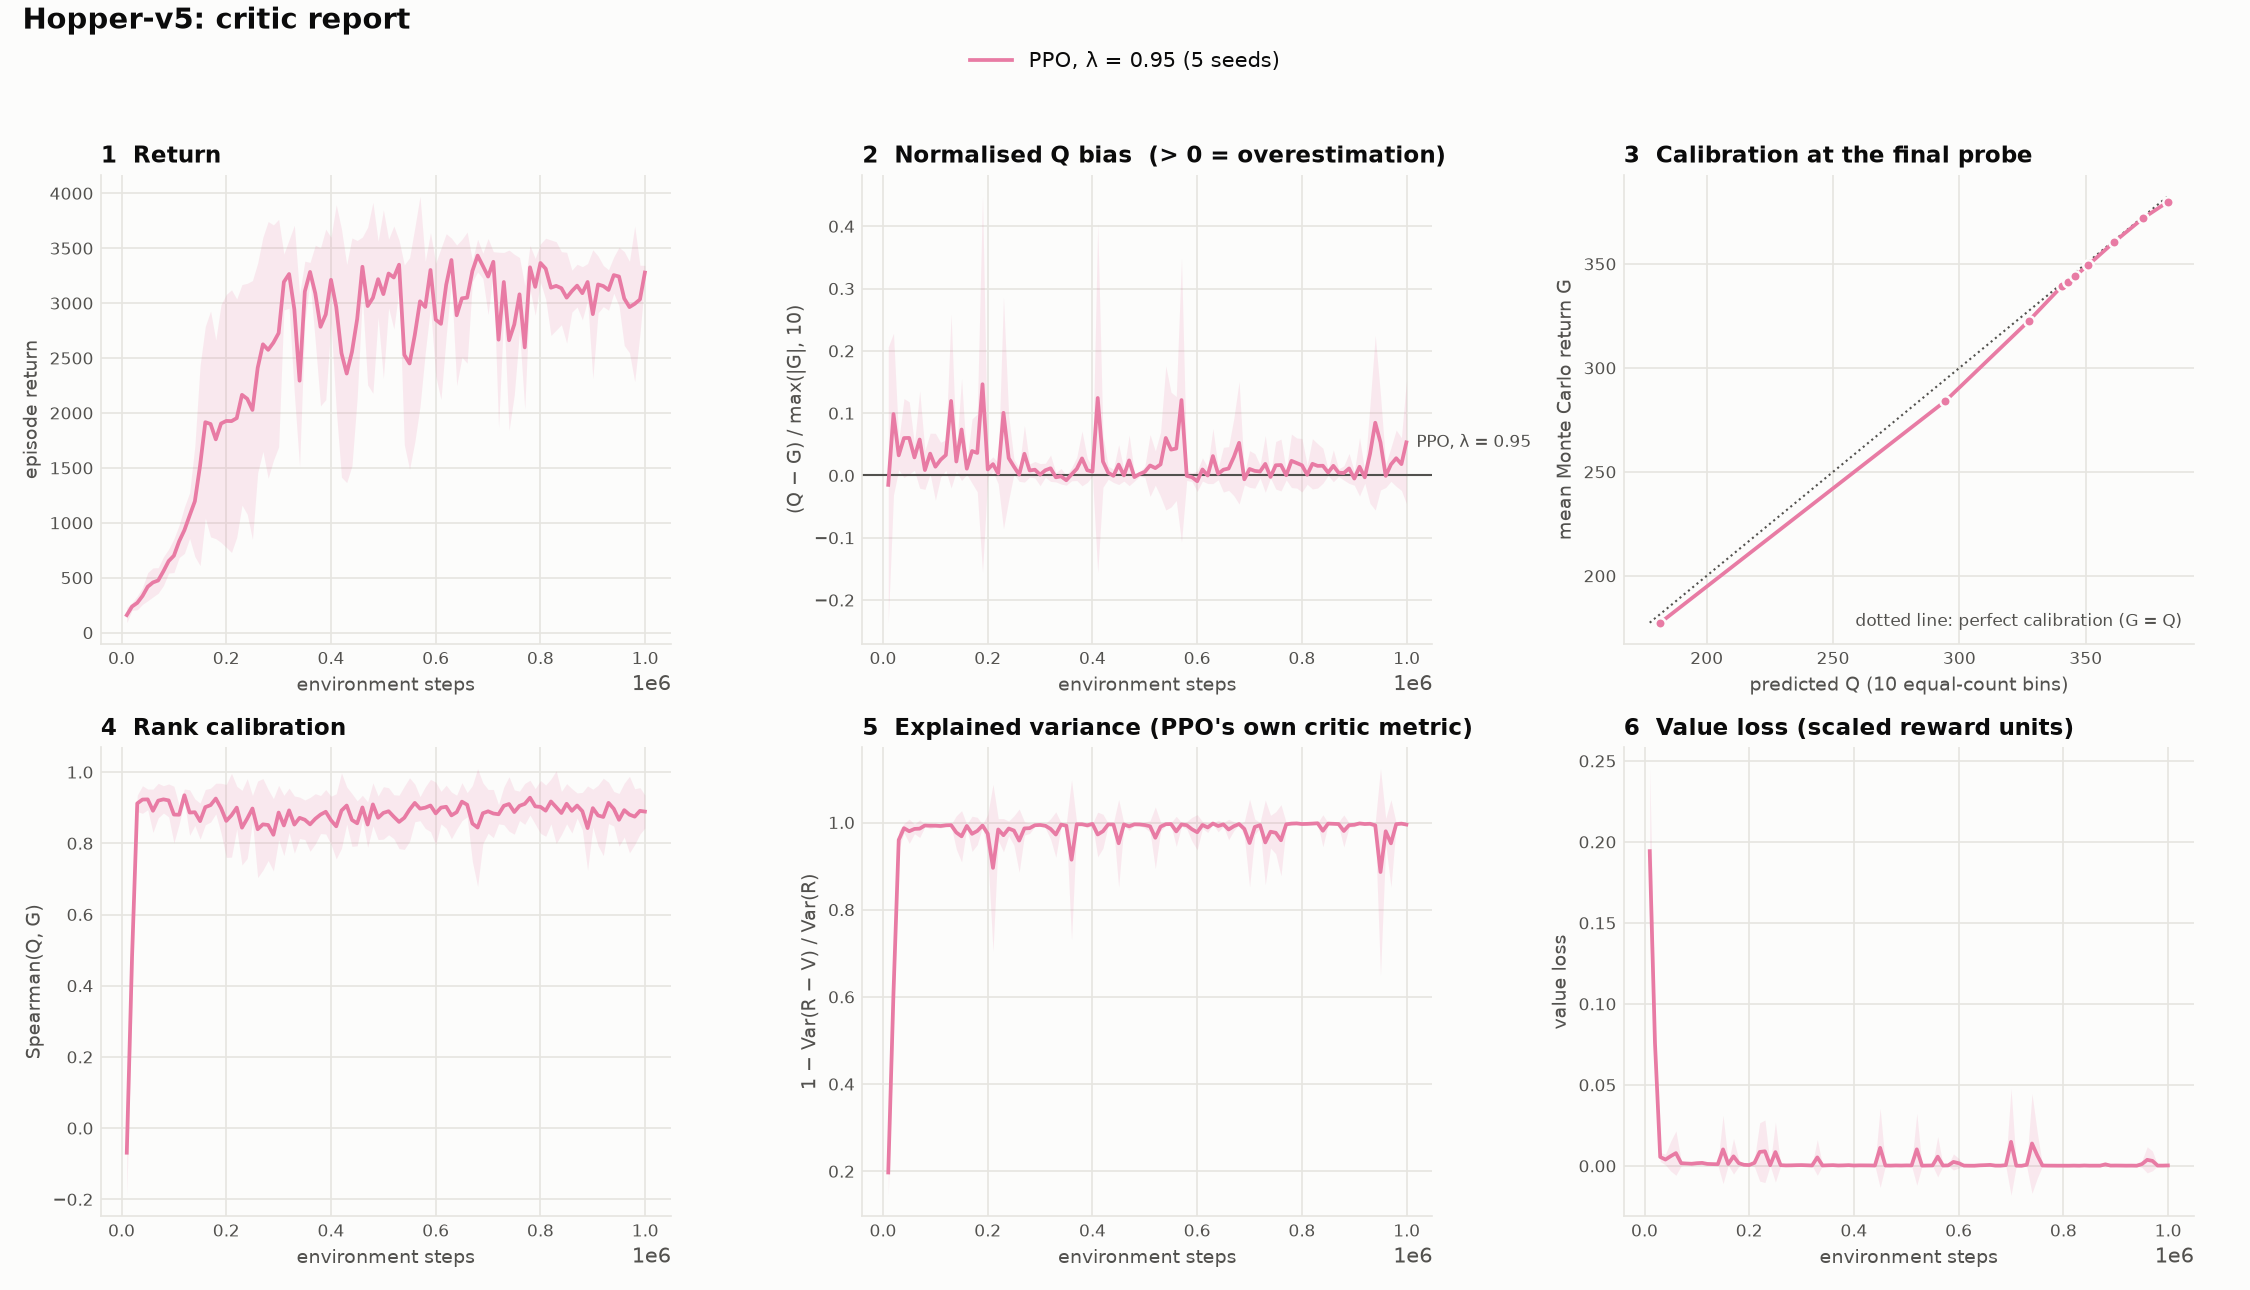 Hopper-v5: critic report
PPO, λ = 0.95 (5 seeds)
1 Return
episode return
4000
3500
3000
2500
2000
1500
1000
500
0
0.0 0.2 0.4 0.6 0.8 1.0
environment steps
1e6
2 Normalised Q bias (> 0 = overestimation)
(Q − G) / max(|G|, 10)
0.4
0.3
0.2
0.1
0.0
−0.1
−0.2
PPO, λ = 0.95
0.0 0.2 0.4 0.6 0.8 1.0
environment steps
1e6
3 Calibration at the final probe
mean Monte Carlo return G
350
300
250
200
dotted line: perfect calibration (G = Q)
200 250 300 350
predicted Q (10 equal-count bins)
4 Rank calibration
Spearman(Q, G)
1.0
0.8
0.6
0.4
0.2
0.0
−0.2
0.0 0.2 0.4 0.6 0.8 1.0
environment steps
1e6
5 Explained variance (PPO's own critic metric)
1 − Var(R − V) / Var(R)
1.0
0.8
0.6
0.4
0.2
0.0 0.2 0.4 0.6 0.8 1.0
environment steps
1e6
6 Value loss (scaled reward units)
value loss
0.25
0.20
0.15
0.10
0.05
0.00
0.0 0.2 0.4 0.6 0.8 1.0
environment steps
1e6